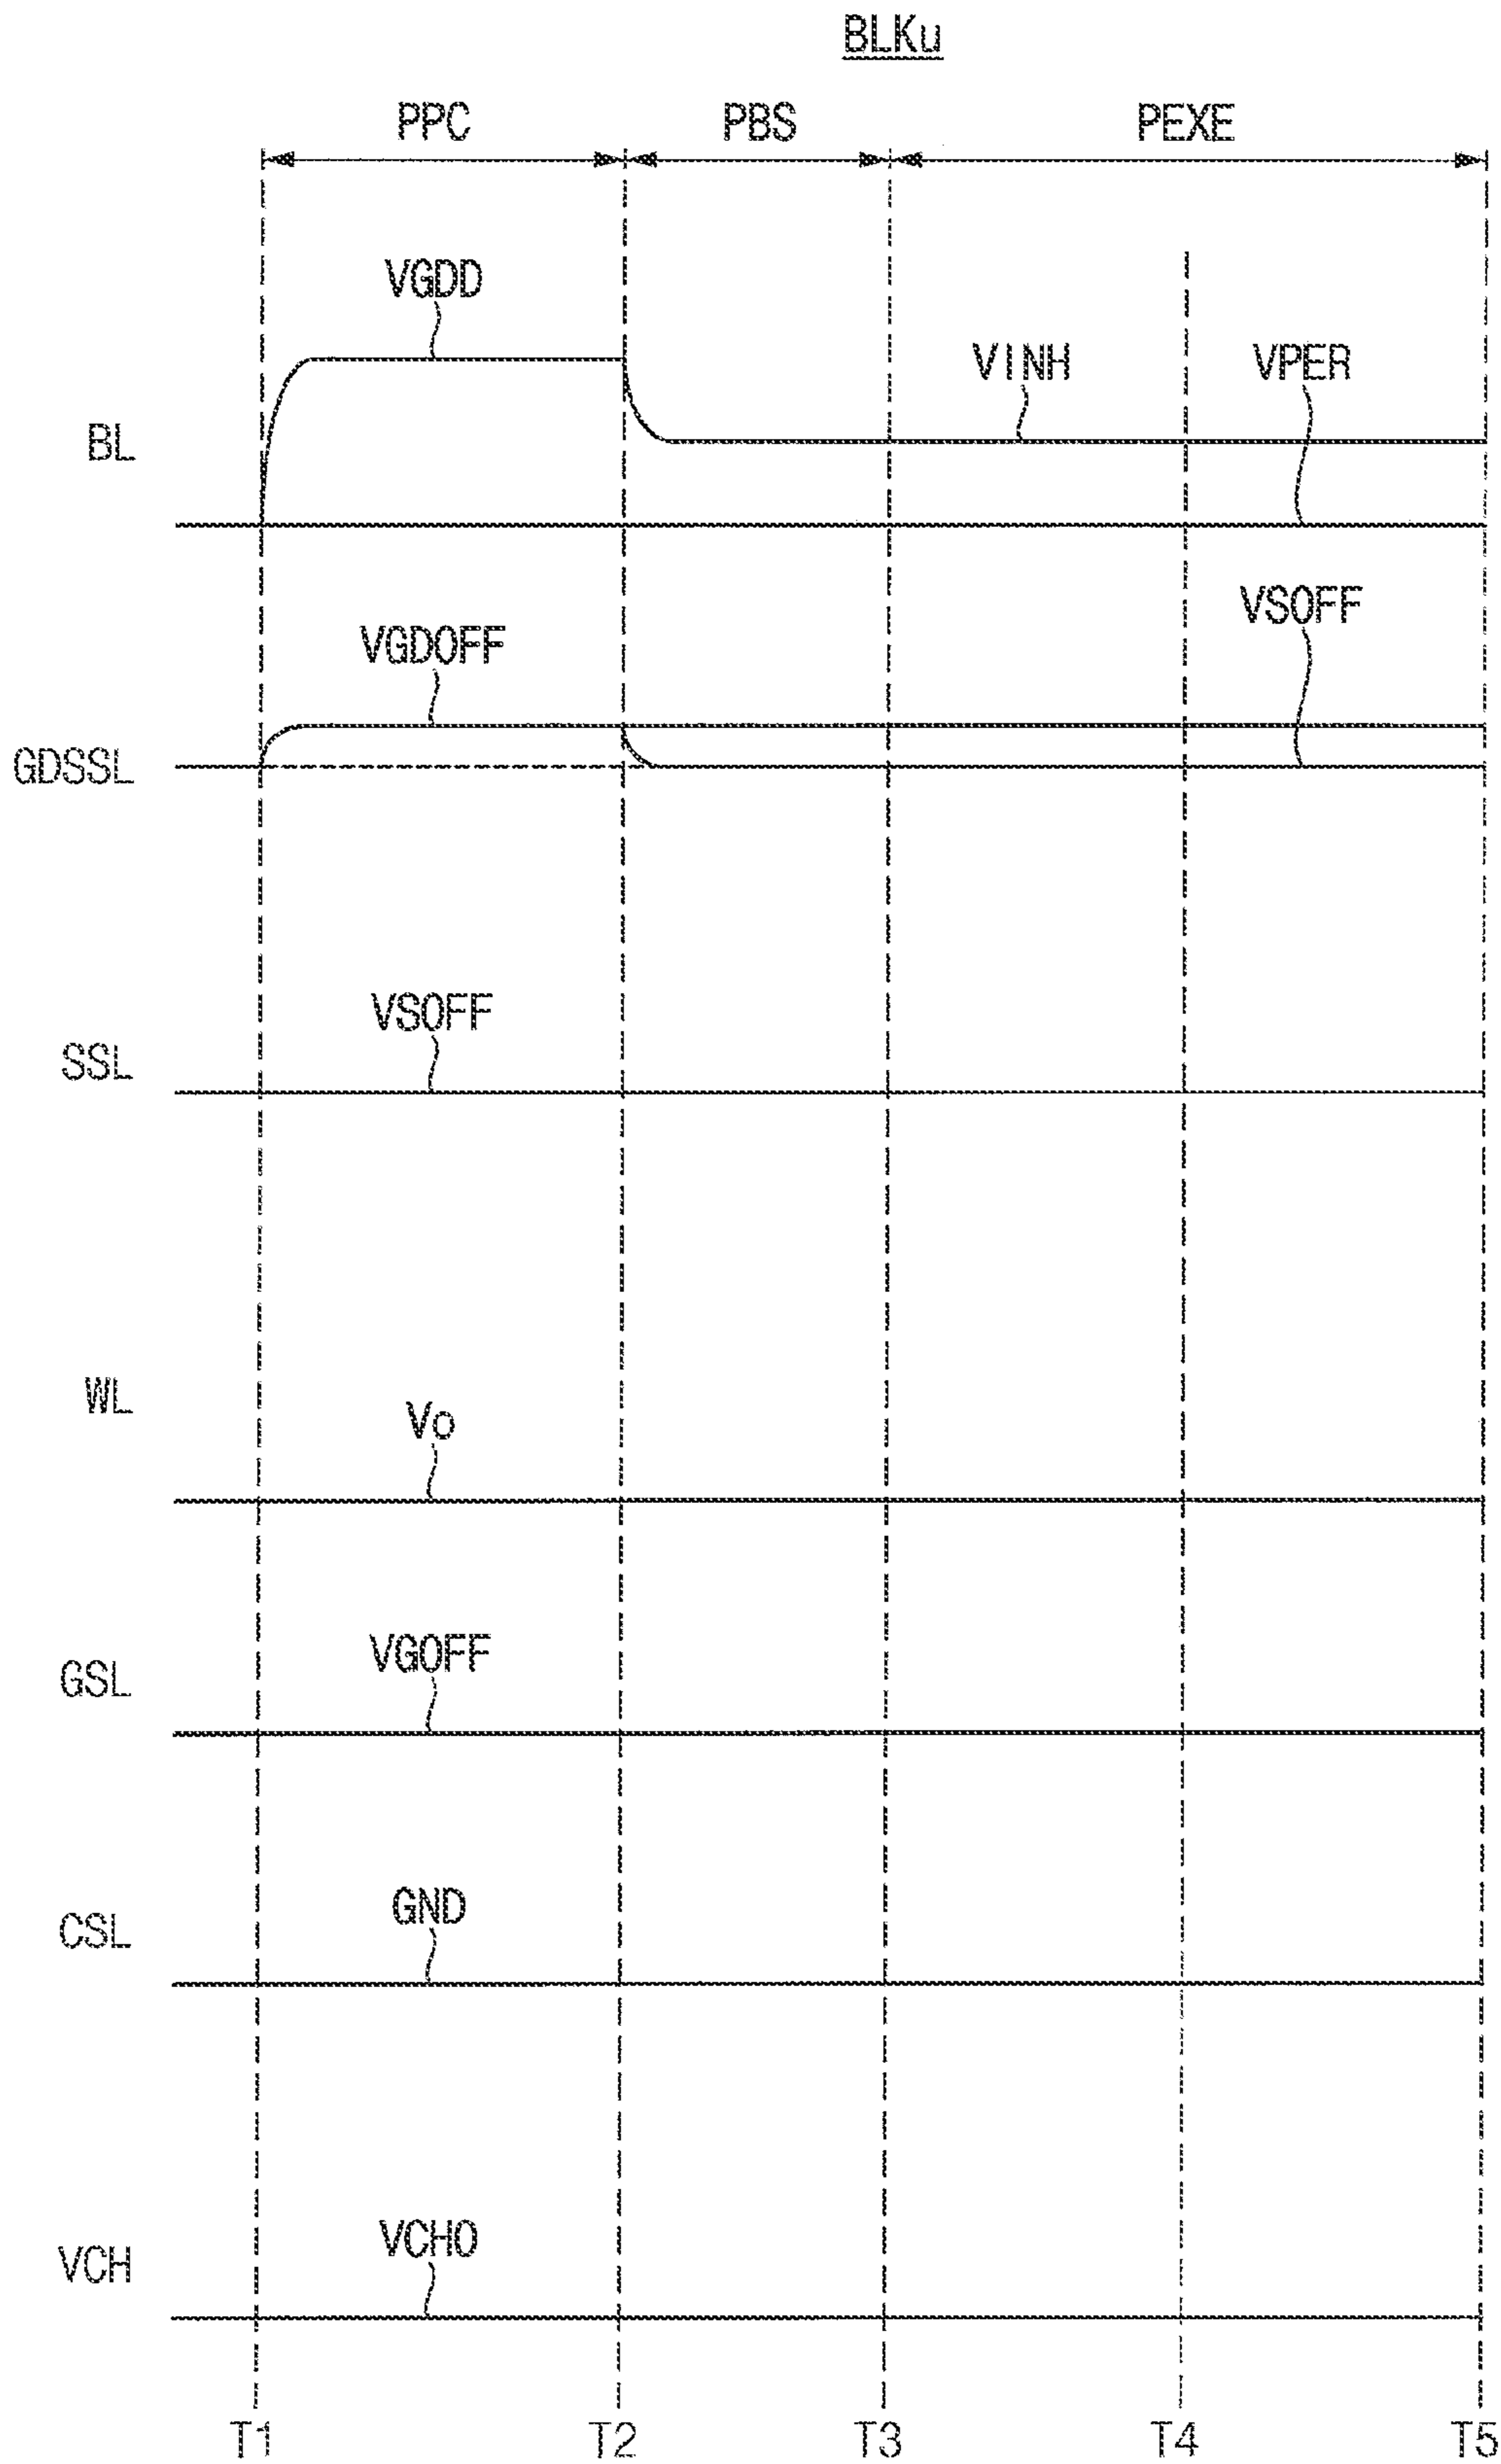 BLKu
PPC PBS PEXE
VGDD
VINH VPER
BL
VSOFF
VGDOFF
GDSSL
VSOFF
SSL
WL
Vo
VGOFF
GSL
GND
CSL
VCHO
VCH
T1 T2 T3 T4 T5